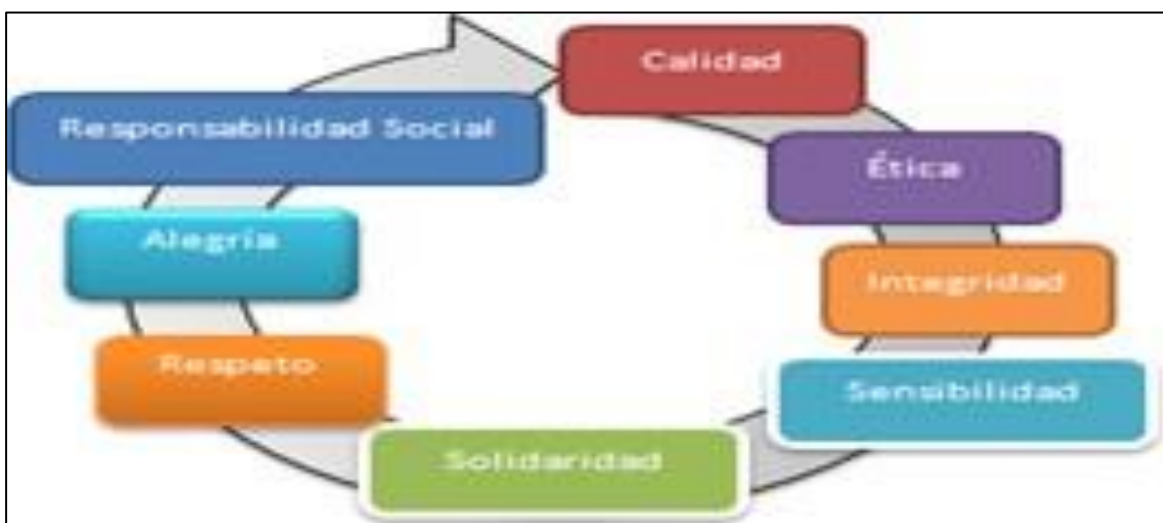 Calidad
Ética
Integridad
Sensibilidad
Solidaridad
Respeto
Alegría
Responsabilidad Social